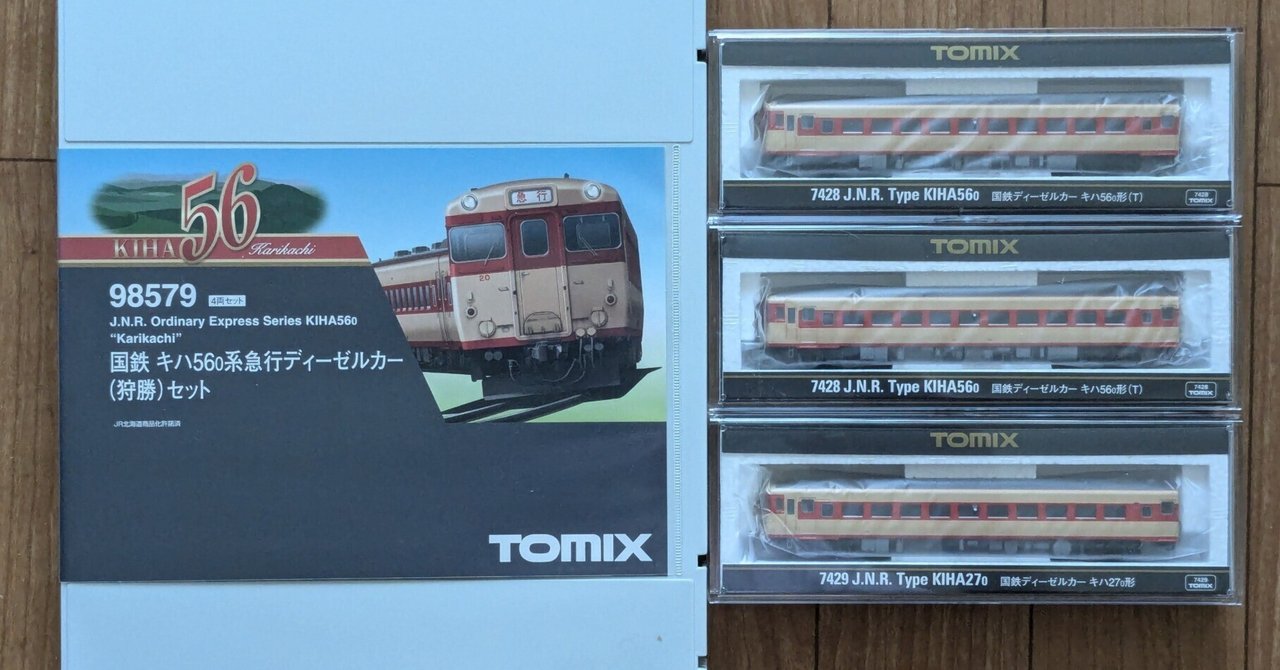 KIHA 56 Karikachi
急行
20
98579 4両セット
J.N.R. Ordinary Express Series KIHA560
“Karikachi”
国鉄 キハ560系急行ディーゼルカー
(狩勝)セット
JR北海道商品化許諾済
TOMIX
TOMIX
7428 J.N.R. Type KIHA560 国鉄ディーゼルカー キハ560形(T)
7428
TOMIX
TOMIX
7428 J.N.R. Type KIHA560 国鉄ディーゼルカー キハ560形(T)
7428
TOMIX
TOMIX
7429 J.N.R. Type KIHA270 国鉄ディーゼルカー キハ270形
7429
TOMIX